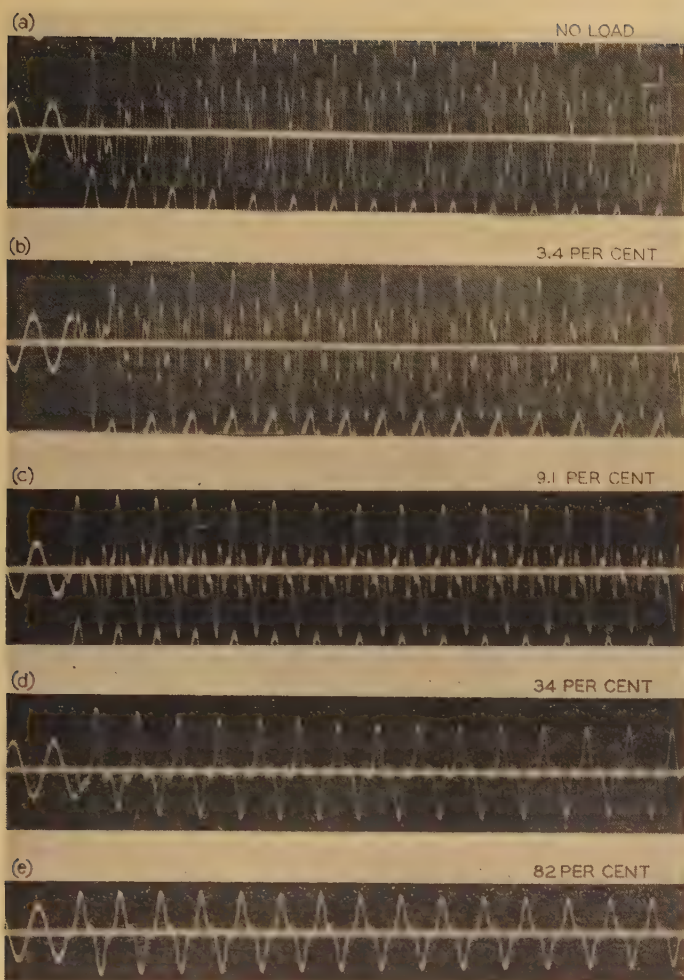 (a)
NO LOAD
(b)
3.4 PER CENT
(c)
9.1 PER CENT
(d)
34 PER CENT
(e)
82 PER CENT